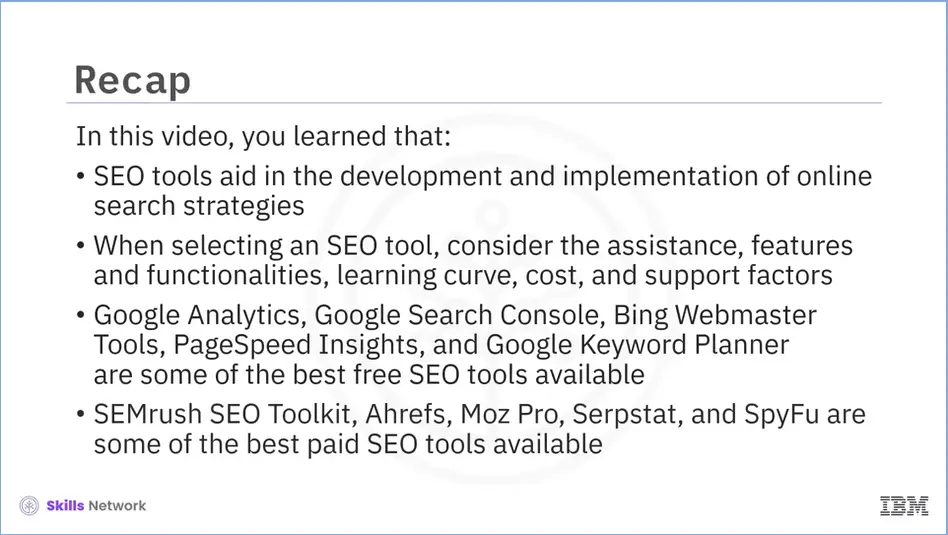 Recap
In this video, you learned that:
• SEO tools aid in the development and implementation of online
search strategies
• When selecting an SEO tool, consider the assistance, features
and functionalities, learning curve, cost, and support factors
• Google Analytics, Google Search Console, Bing Webmaster
Tools, PageSpeed Insights, and Google Keyword Planner
are some of the best free SEO tools available
• SEMrush SEO Toolkit, Ahrefs, Moz Pro, Serpstat, and SpyFu are
some of the best paid SEO tools available
Skills Network
IBM